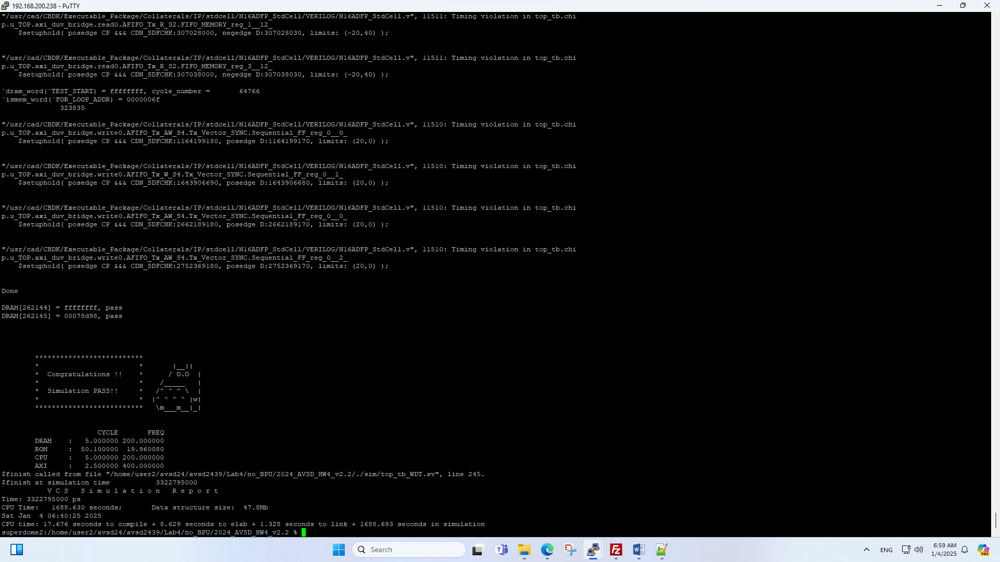 192.168.200.238 - PuTTY
"/usr/cad/CBDK/Executable_Package/Collaterals/IP/stdcell/N16ADFP_StdCell/VERILOG/N16ADFP_StdCell.v", 11511: Timing violation in top_tb.chi
p.u_TOP.axi_duv_bridge.read0.AFIFO_Tx_R_S2.FIFO_MEMORY_reg_1__12_
$setuphold( posedge CP &&& CDN_SDFCHK:307028000, negedge D:307028030, limits: (-20,40) );
"/usr/cad/CBDK/Executable_Package/Collaterals/IP/stdcell/N16ADFP_StdCell/VERILOG/N16ADFP_StdCell.v", 11511: Timing violation in top_tb.chi
p.u_TOP.axi_duv_bridge.read0.AFIFO_Tx_R_S2.FIFO_MEMORY_reg_3__12_
$setuphold( posedge CP &&& CDN_SDFCHK:307038000, negedge D:307038030, limits: (-20,40) );
`dram_word(`TEST_START) = ffffffff, cycle_number =       64766
`ismem_word(`FOR_LOOP_ADDR) = 0000006f
323835
"/usr/cad/CBDK/Executable_Package/Collaterals/IP/stdcell/N16ADFP_StdCell/VERILOG/N16ADFP_StdCell.v", 11510: Timing violation in top_tb.chi
p.u_TOP.axi_duv_bridge.write0.AFIFO_Tx_AW_S4.Tx_Vector_SYNC.Sequential_FF_reg_0__0_
$setuphold( posedge CP &&& CDN_SDFCHK:1164199180, posedge D:1164199170, limits: (20,0) );
"/usr/cad/CBDK/Executable_Package/Collaterals/IP/stdcell/N16ADFP_StdCell/VERILOG/N16ADFP_StdCell.v", 11510: Timing violation in top_tb.chi
p.u_TOP.axi_duv_bridge.write0.AFIFO_Tx_W_S4.Tx_Vector_SYNC.Sequential_FF_reg_0__1_
$setuphold( posedge CP &&& CDN_SDFCHK:1643906690, posedge D:1643906680, limits: (20,0) );
"/usr/cad/CBDK/Executable_Package/Collaterals/IP/stdcell/N16ADFP_StdCell/VERILOG/N16ADFP_StdCell.v", 11510: Timing violation in top_tb.chi
p.u_TOP.axi_duv_bridge.write0.AFIFO_Tx_AW_S4.Tx_Vector_SYNC.Sequential_FF_reg_0__0_
$setuphold( posedge CP &&& CDN_SDFCHK:2662189180, posedge D:2662189170, limits: (20,0) );
"/usr/cad/CBDK/Executable_Package/Collaterals/IP/stdcell/N16ADFP_StdCell/VERILOG/N16ADFP_StdCell.v", 11510: Timing violation in top_tb.chi
p.u_TOP.axi_duv_bridge.write0.AFIFO_Tx_AW_S4.Tx_Vector_SYNC.Sequential_FF_reg_0__2_
$setuphold( posedge CP &&& CDN_SDFCHK:2752369180, posedge D:2752369170, limits: (20,0) );
Done
DRAM[262144] = ffffffff, pass
DRAM[262145] = 00078d98, pass
**************************
*                        *       |__||
*  Congratulations !!    *      / O.O  |
*                        *    /_____   |
*  Simulation PASS!!     *   /^ ^ ^ \  |
*                        *  |^ ^ ^ ^ |w|
**************************   \m___m__|_|
CYCLE       FREQ
DRAM    :   5.000000 200.000000
ROM     :  50.100000  19.960080
CPU     :   5.000000 200.000000
AXI     :   2.500000 400.000000
$finish called from file "/home/user2/avsd24/avsd2439/Lab4/no_BPU/2024_AVSD_HW4_v2.2/./sim/top_tb_WDT.sv", line 245.
$finish at simulation time           3322795000
V C S   S i m u l a t i o n   R e p o r t
Time: 3322795000 ps
CPU Time:   1688.630 seconds;       Data structure size:  47.8Mb
Sat Jan  4 06:40:25 2025
CPU time: 17.676 seconds to compile + 8.629 seconds to elab + 1.328 seconds to link + 1688.693 seconds in simulation
superdome2:/home/user2/avsd24/avsd2439/Lab4/no_BPU/2024_AVSD_HW4_v2.2 %
Search
ENG
6:59 AM
1/4/2025
PRE